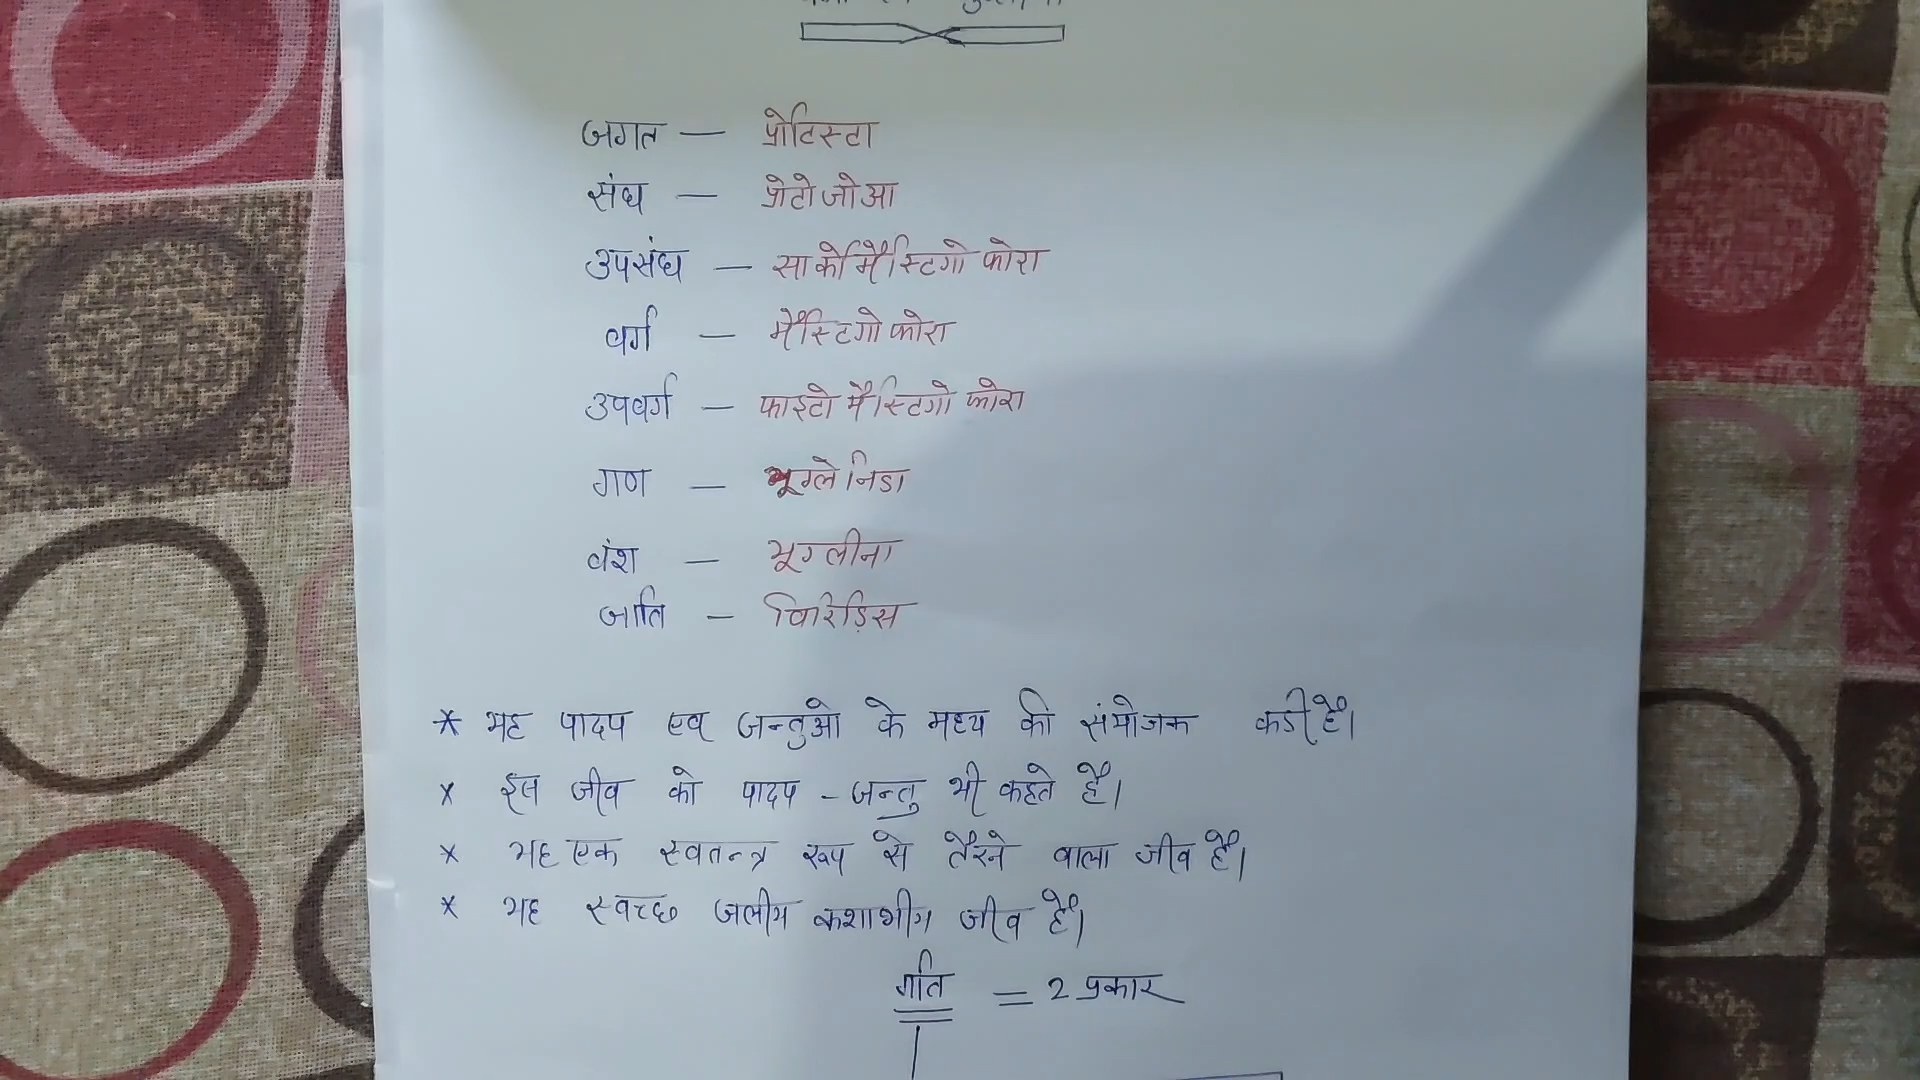 जगत — प्रोटिस्टा
संघ — प्रोटोजोआ
उपसंघ — सार्कोमैस्टिगोफोरा
वर्ग — मैस्टिगोफोरा
उपवर्ग — फाइटोमैस्टिगोफोरा
गण — यूग्लेनिडा
वंश — यूग्लीना
जाति — विरिडिस
* यह पादप एव जन्तुओ के मध्य की संयोजक कडी है।
* इस जीव को पादप - जन्तु भी कहते है।
* यह एक स्वतन्त्र रूप से तैरने वाला जीव है।
* यह स्वच्छ जलीय कशाभीय जीव है।
गति = 2 प्रकार